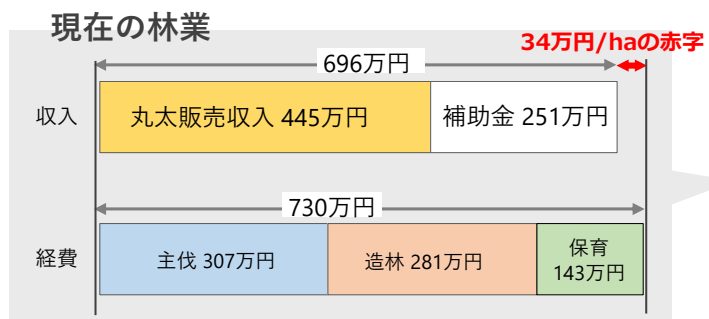 現在の林業
34万円/haの赤字
696万円
収入
丸太販売収入 445万円
補助金 251万円
730万円
経費
主伐 307万円
造林 281万円
保育
143万円